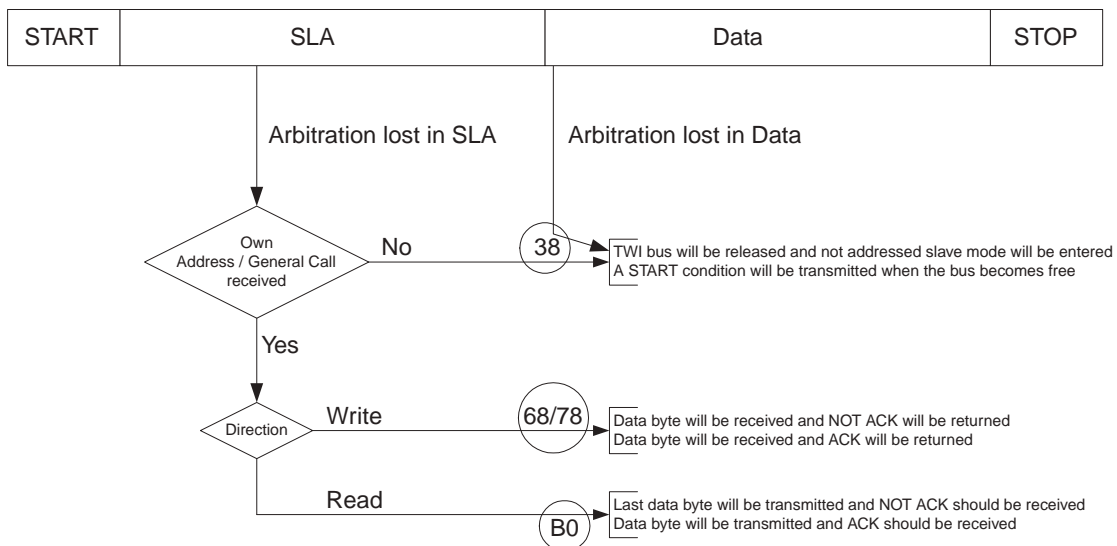 START SLA Data STOP
Arbitration lost in SLA Arbitration lost in Data
Own
Address / General Call
received
No
38
TWI bus will be released and not addressed slave mode will be entered
A START condition will be transmitted when the bus becomes free
Yes
Direction
Write
68/78
Data byte will be received and NOT ACK will be returned
Data byte will be received and ACK will be returned
Read
B0
Last data byte will be transmitted and NOT ACK should be received
Data byte will be transmitted and ACK should be received